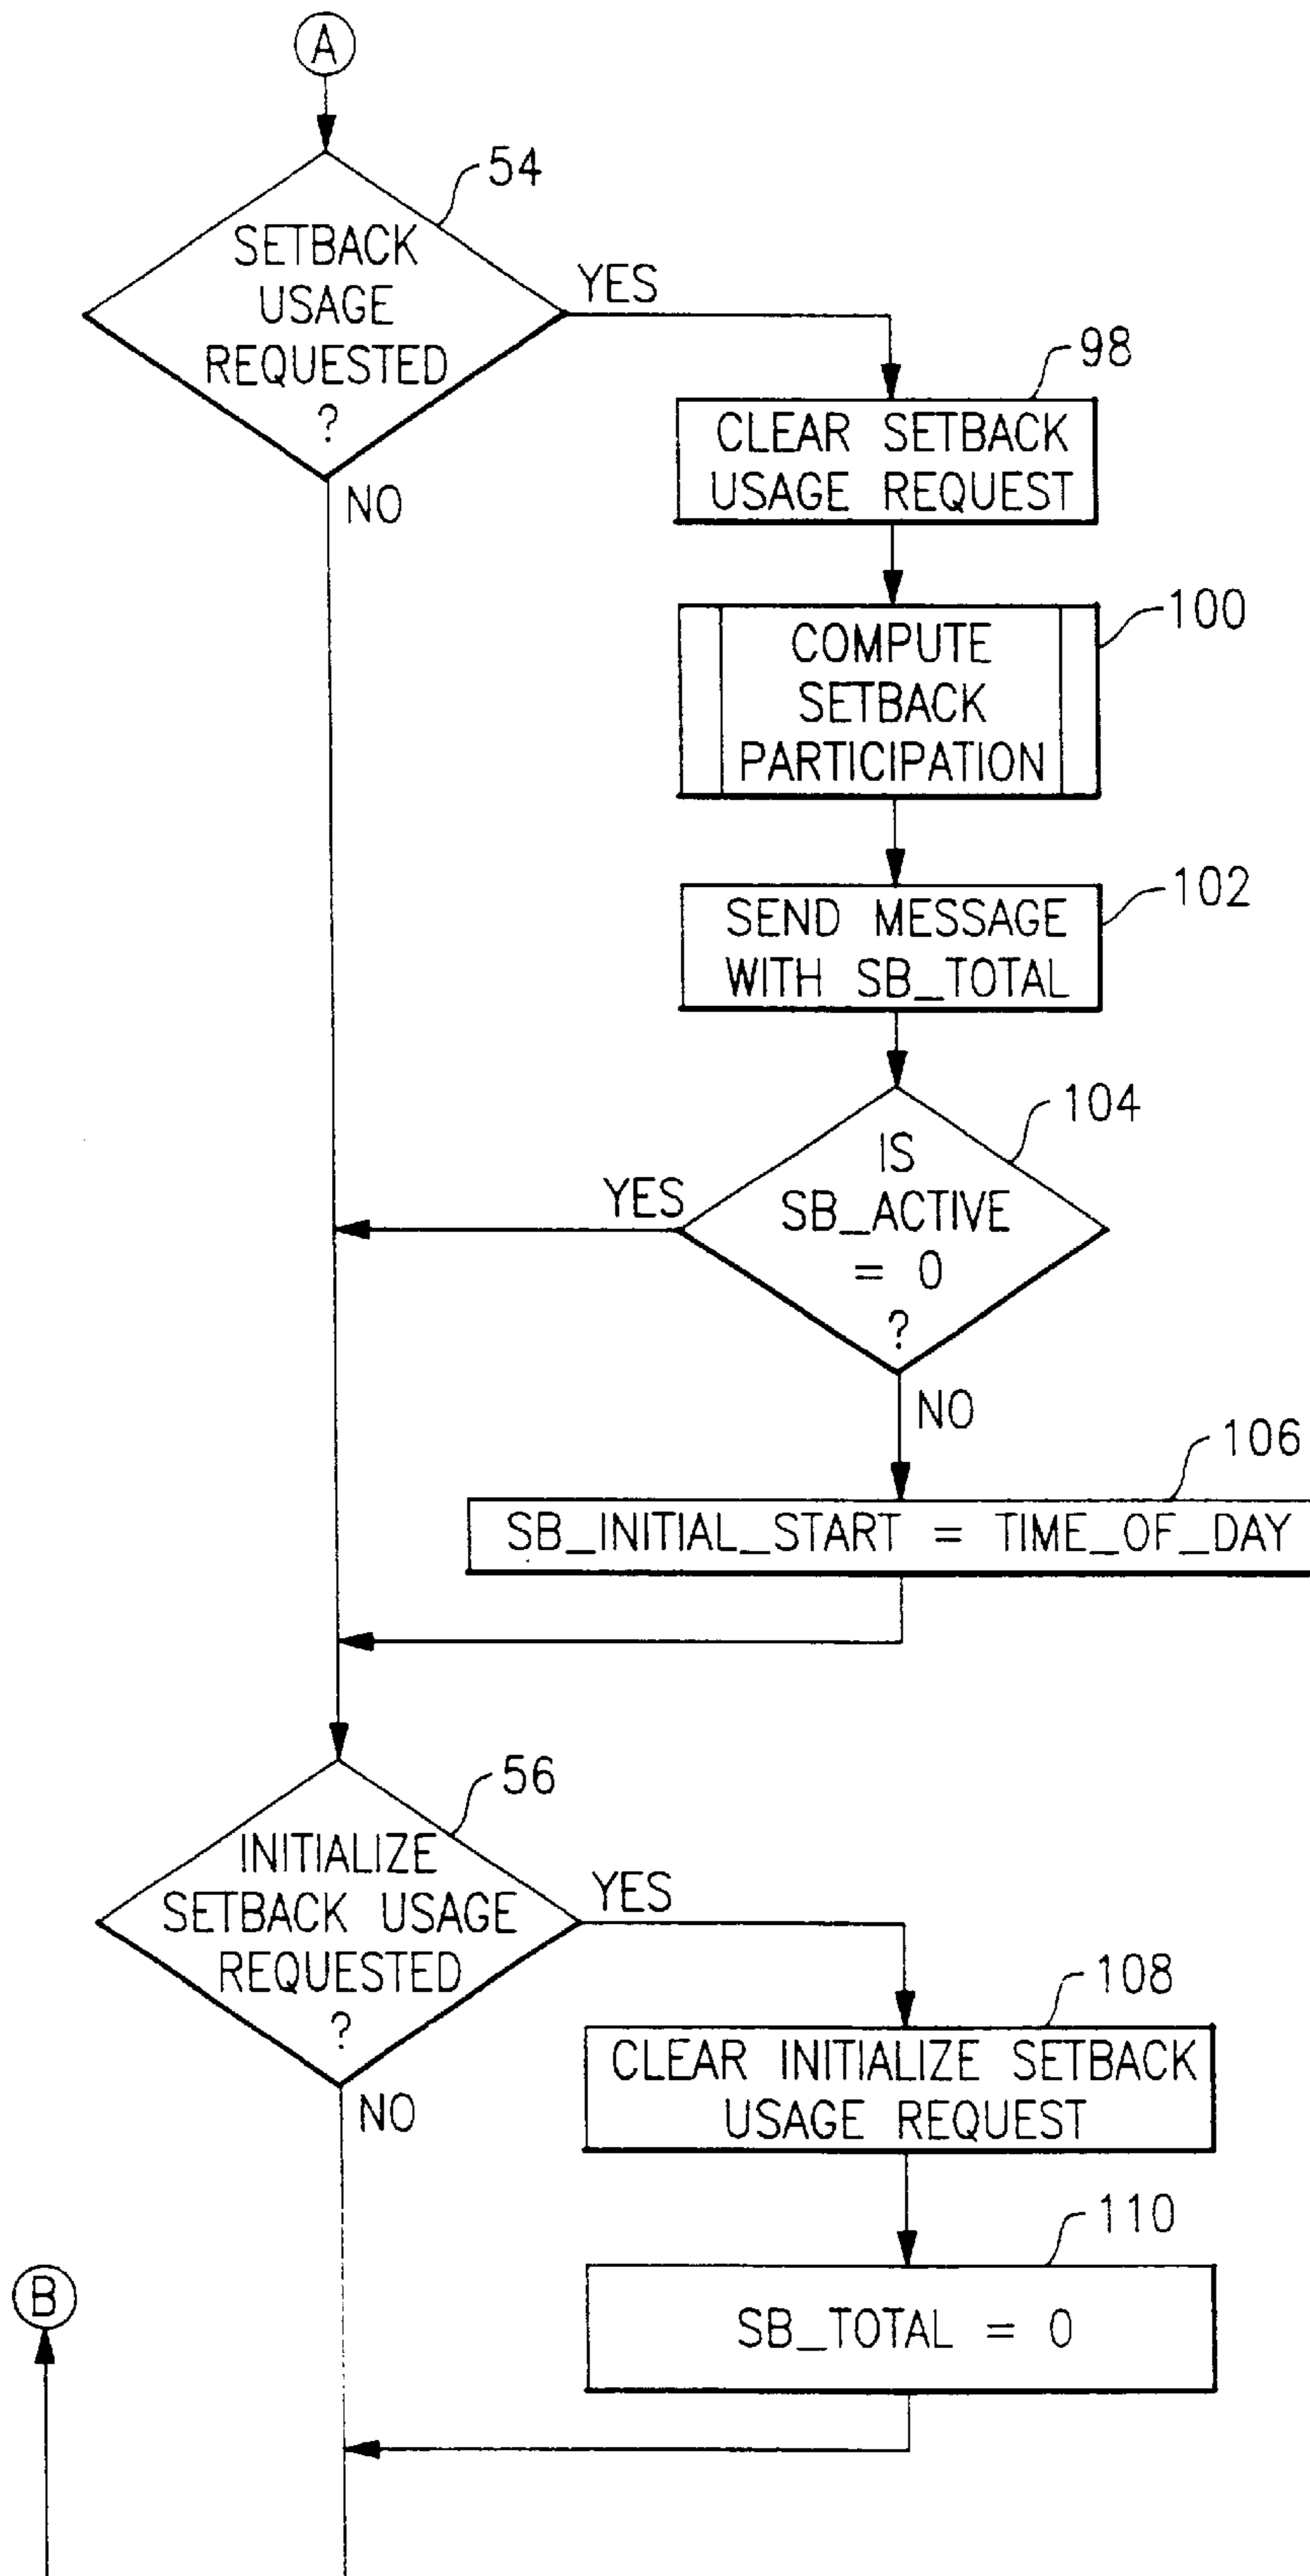 A
54
SETBACK
USAGE
REQUESTED
?
YES
NO
98
CLEAR SETBACK
USAGE REQUEST
100
COMPUTE
SETBACK
PARTICIPATION
102
SEND MESSAGE
WITH SB_TOTAL
104
IS
SB_ACTIVE
= 0
?
YES
NO
106
SB_INITIAL_START = TIME_OF_DAY
56
INITIALIZE
SETBACK USAGE
REQUESTED
?
YES
NO
108
CLEAR INITIALIZE SETBACK
USAGE REQUEST
110
SB_TOTAL = 0
B